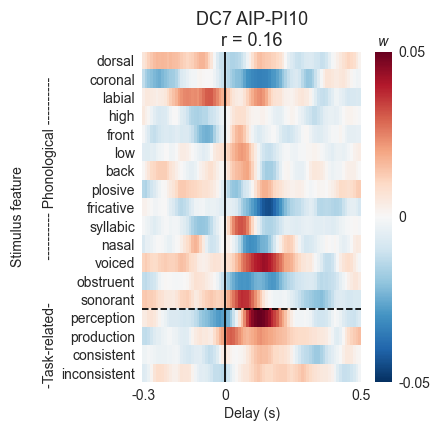 DC7 AIP-PI10
r = 0.16
w
dorsal
coronal
labial
high
front
low
back
plosive
fricative
syllabic
nasal
voiced
obstruent
sonorant
perception
production
consistent
inconsistent
Stimulus feature
---------- Phonological ----------
-Task-related-
0.05
0
-0.05
-0.3
0
0.5
Delay (s)